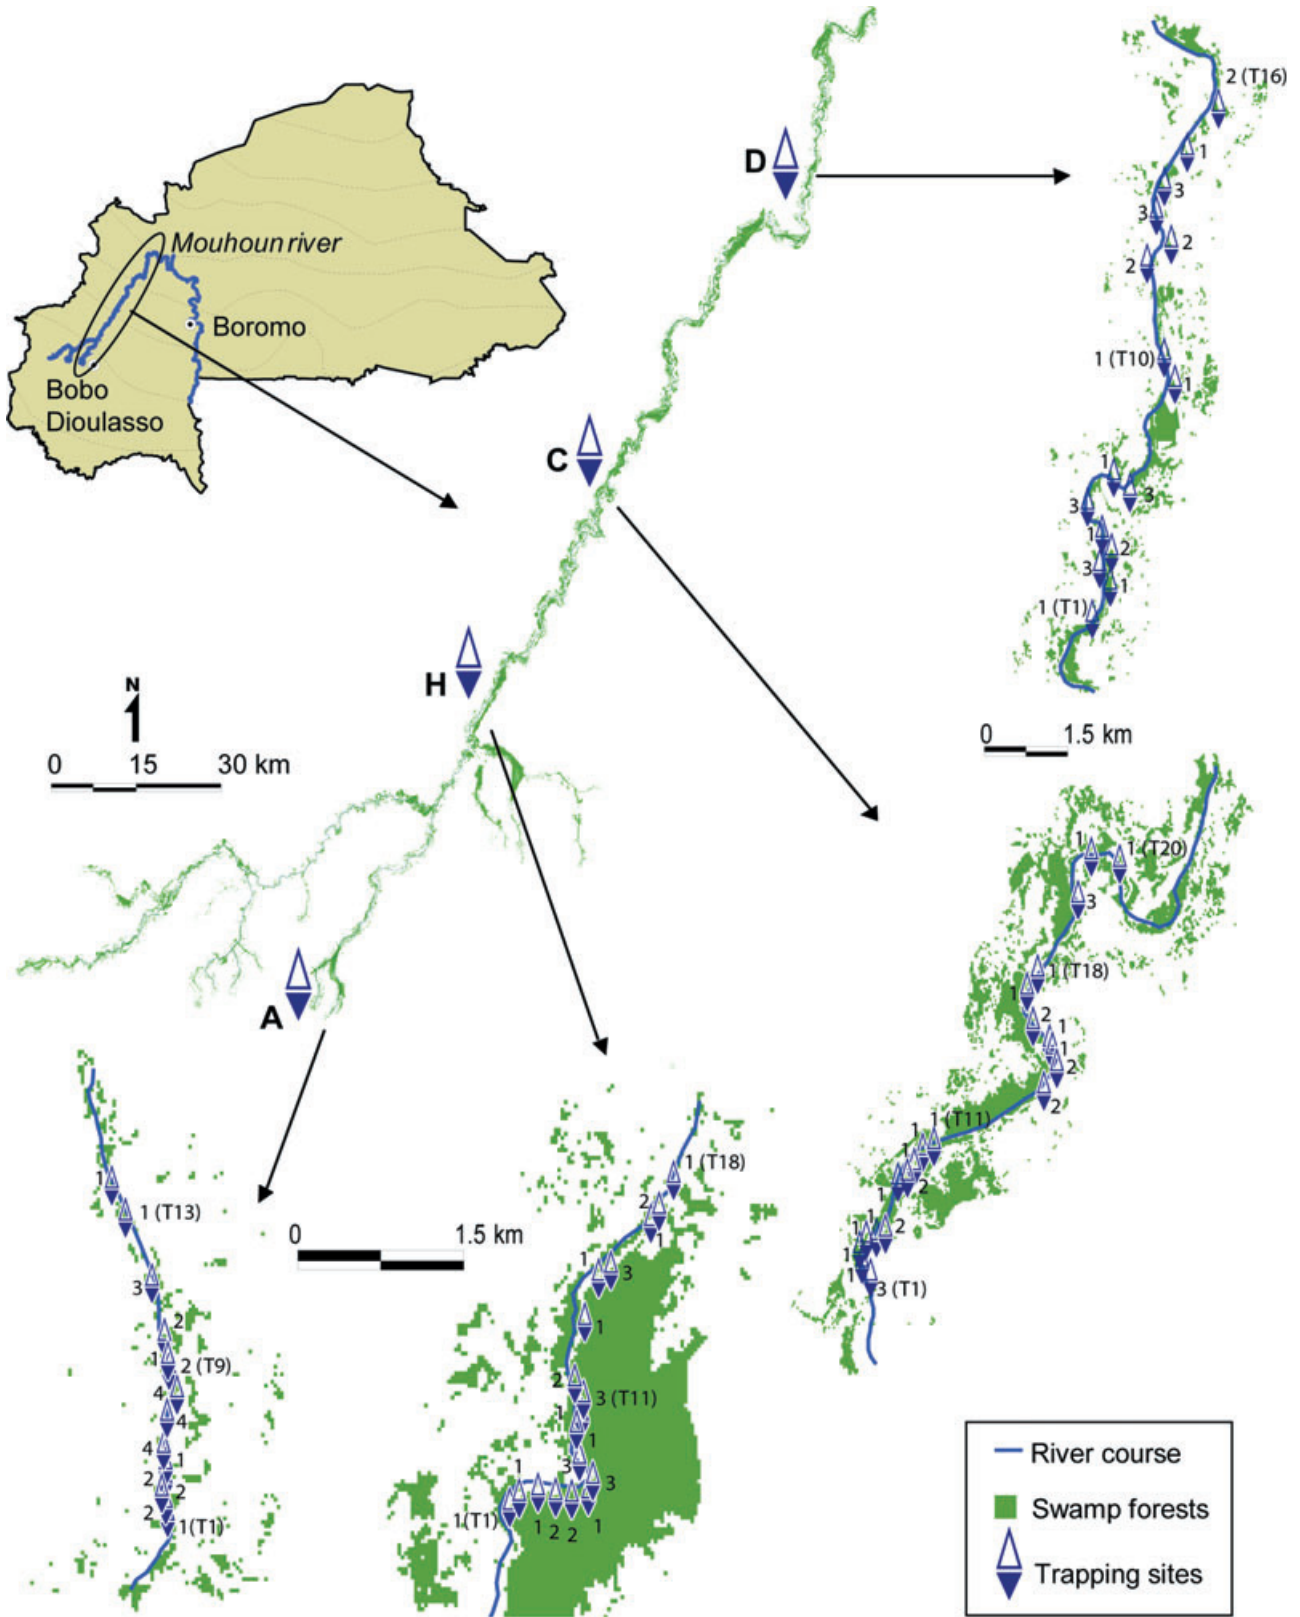 Mouhoun river
Boromo
Bobo
Dioulasso
N
0 15 30 km
D
C
H
A
2 (T16)
1
3
3
2
2
1 (T10)
1
1
3
3
1
2
3
1
1 (T1)
0 1.5 km
1
1 (T20)
3
1 (T18)
1
2
1
1
2
2
1 (T11)
1
1
2
1
2
1
1
1
1
3 (T1)
0 1.5 km
1
1 (T13)
3
2
1
2 (T9)
4
4
4
1
2
2
2
1(T1)
1 (T18)
2
1
1
3
1
2
3 (T11)
1
1
3
3
1
1(T1)
1
2
2
1
River course
Swamp forests
Trapping sites